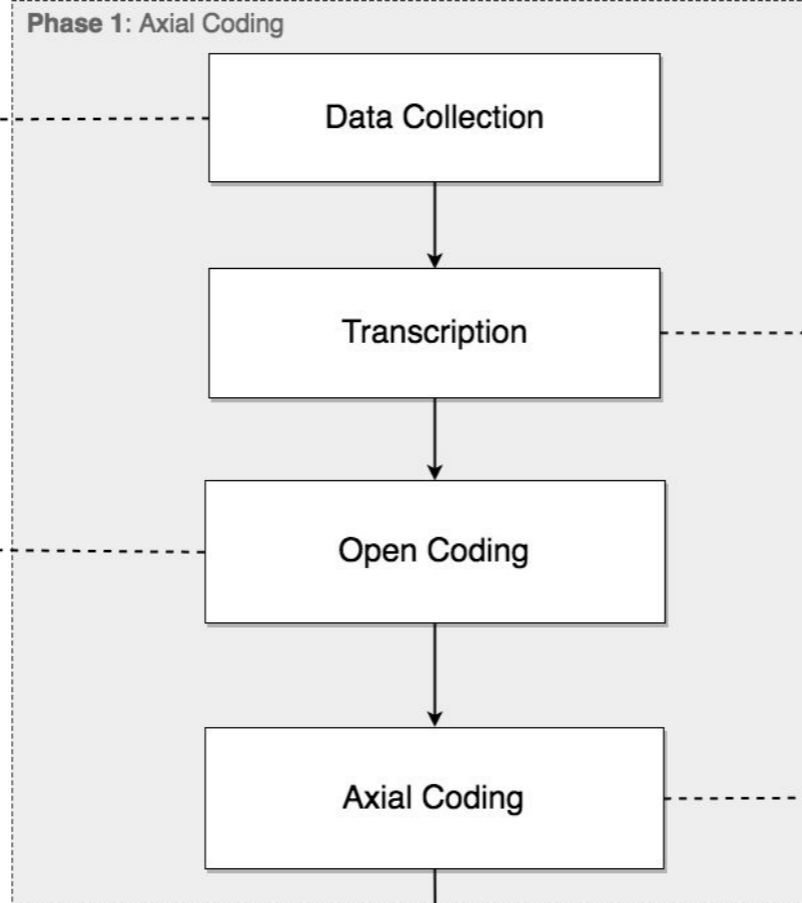 Phase 1: Axial Coding
Data Collection
Transcription
Open Coding
Axial Coding